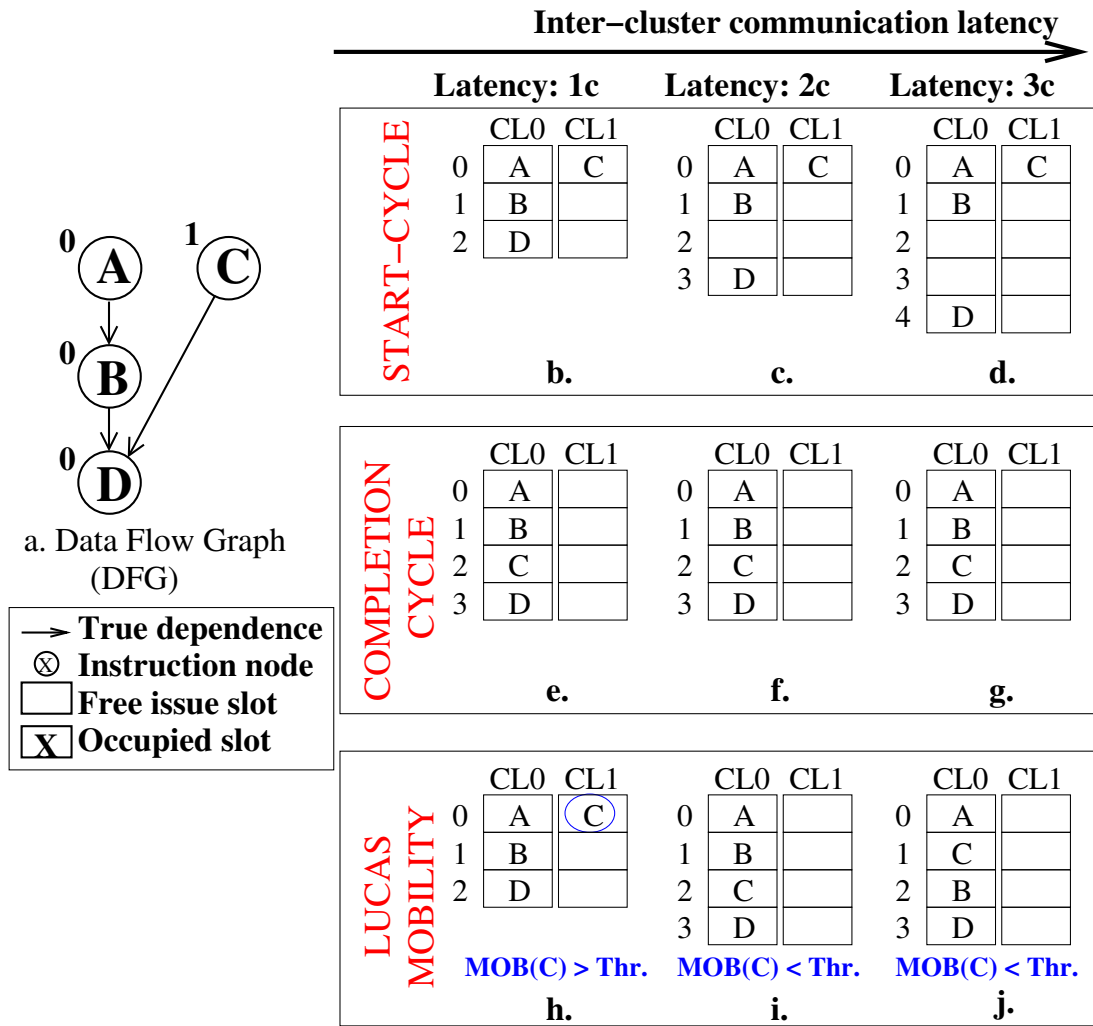 Inter−cluster communication latency
Latency: 1c Latency: 2c Latency: 3c
START−CYCLE
CL0 CL1 CL0 CL1 CL0 CL1
0 A C 0 A C 0 A C
1 B 1 B 1 B
2 D 2 2
3 D 3
4 D
b. c. d.
0 A 1 C
0 B
0 D
a. Data Flow Graph
(DFG)
True dependence
X Instruction node
Free issue slot
X Occupied slot
COMPLETION
CYCLE
CL0 CL1 CL0 CL1 CL0 CL1
0 A 0 A 0 A
1 B 1 B 1 B
2 C 2 C 2 C
3 D 3 D 3 D
e. f. g.
LUCAS
MOBILITY
CL0 CL1 CL0 CL1 CL0 CL1
0 A C 0 A 0 A
1 B 1 B 1 C
2 D 2 C 2 B
3 D 3 D
MOB(C) > Thr. MOB(C) < Thr. MOB(C) < Thr.
h. i. j.